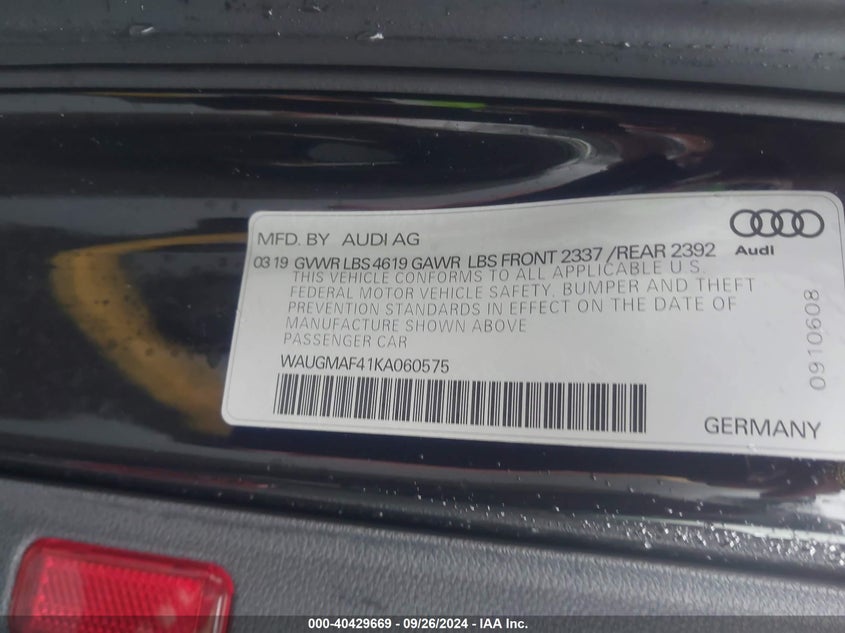 MFD. BY AUDI AG
Audi
03 19 GVWR LBS 4619 GAWR LBS FRONT 2337 /REAR 2392
THIS VEHICLE CONFORMS TO ALL APPLICABLE U S.
FEDERAL MOTOR VEHICLE SAFETY, BUMPER AND THEFT
PREVENTION STANDARDS IN EFFECT ON THE DATE OF
MANUFACTURE SHOWN ABOVE
PASSENGER CAR
WAUGMAF41KA060575
0910608
GERMANY
000-40429669 - 09/26/2024 - IAA Inc.